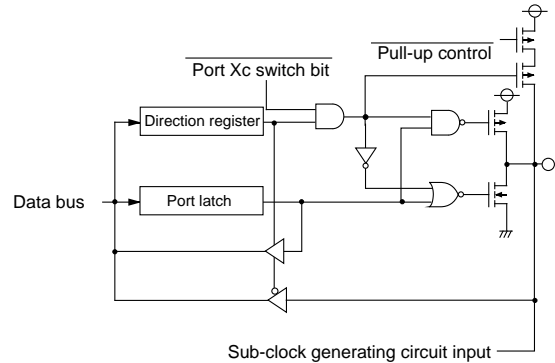 Port Xc switch bit
Pull-up control
Direction register
Data bus
Port latch
Sub-clock generating circuit input